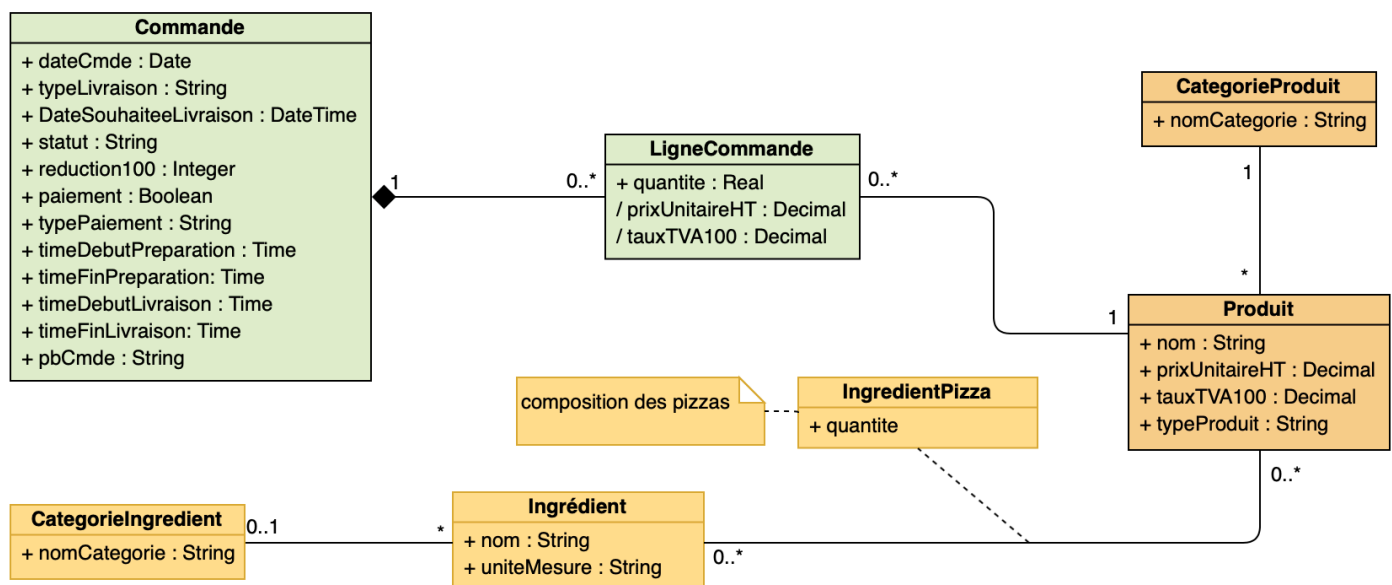 Commande
+ dateCmde : Date
+ typeLivraison : String
+ DateSouhaiteeLivraison : DateTime
+ statut : String
+ reduction100 : Integer
+ paiement : Boolean
+ typePaiement : String
+ timeDebutPreparation : Time
+ timeFinPreparation: Time
+ timeDebutLivraison : Time
+ timeFinLivraison: Time
+ pbCmde : String
1
0..*
LigneCommande
+ quantite : Real
/ prixUnitaireHT : Decimal
/ tauxTVA100 : Decimal
0..*
1
CategorieProduit
+ nomCategorie : String
1
*
Produit
+ nom : String
+ prixUnitaireHT : Decimal
+ tauxTVA100 : Decimal
+ typeProduit : String
0..*
composition des pizzas
IngredientPizza
+ quantite
CategorieIngredient
+ nomCategorie : String
0..1
*
Ingrédient
+ nom : String
+ uniteMesure : String
0..*